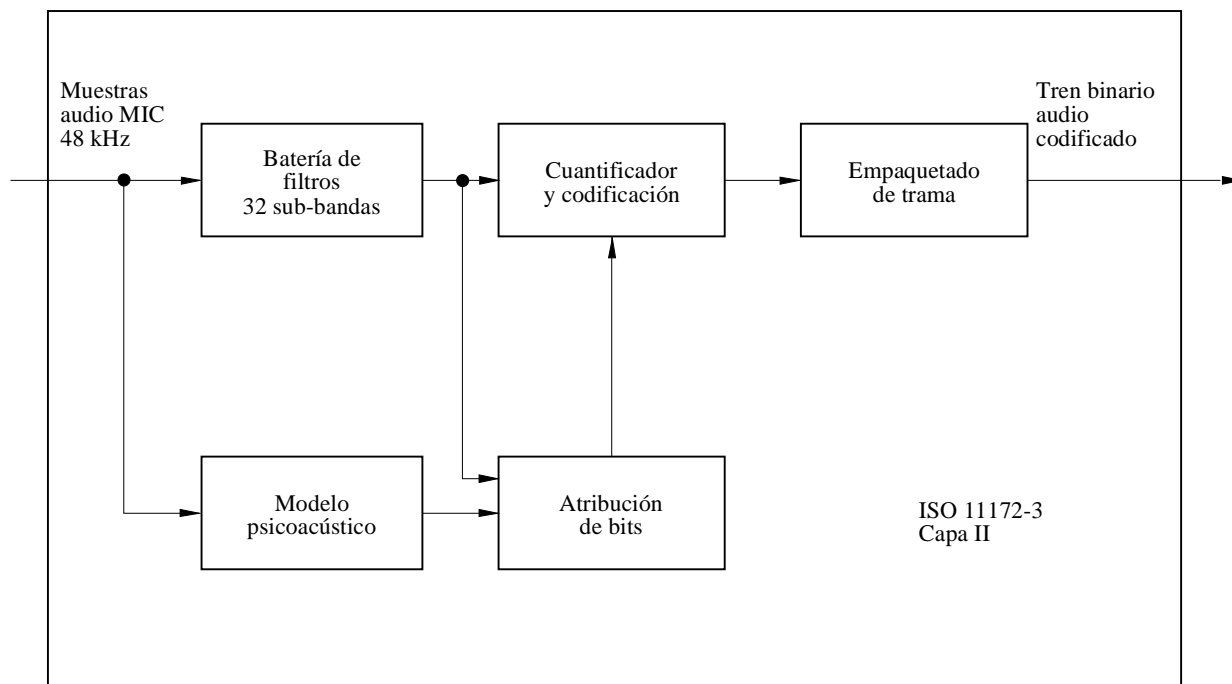 Muestras
audio MIC
48 kHz
Batería de
filtros
32 sub-bandas
Cuantificador
y codificación
Empaquetado
de trama
Tren binario
audio
codificado
Modelo
psicoacústico
Atribución
de bits
ISO 11172-3
Capa II